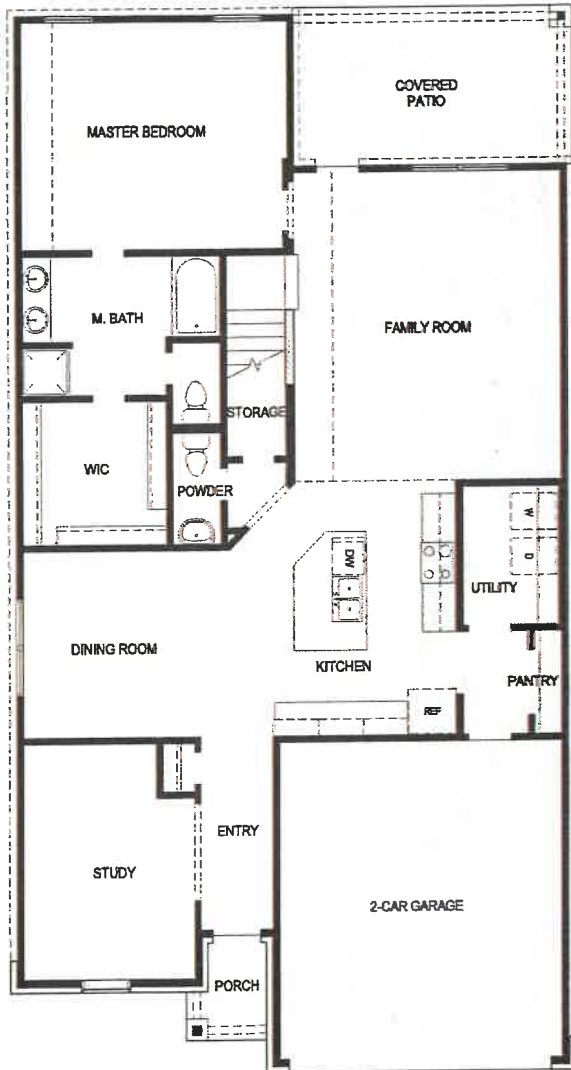 COVERED
PATIO
MASTER BEDROOM
M. BATH
FAMILY ROOM
STORAGE
WIC
POWDER
W
D
UTILITY
DW
DINING ROOM
KITCHEN
PANTRY
REF
ENTRY
STUDY
2-CAR GARAGE
PORCH